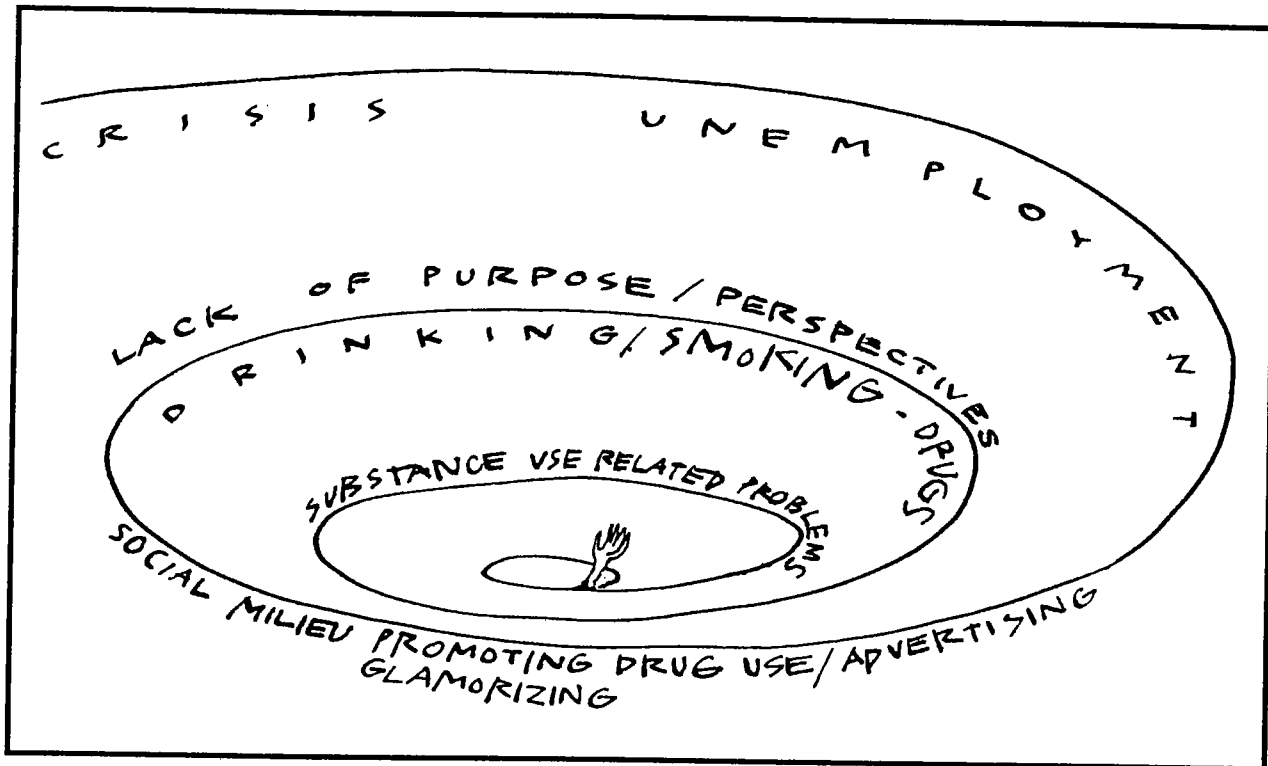 CRISIS UNEMPLOYMENT
LACK OF PURPOSE / PERSPECTIVES
DRINKING/SMOKING - DRUGS
SUBSTANCE USE RELATED PROBLEMS
SOCIAL MILIEU PROMOTING DRUG USE/ADVERTISING
GLAMORIZING